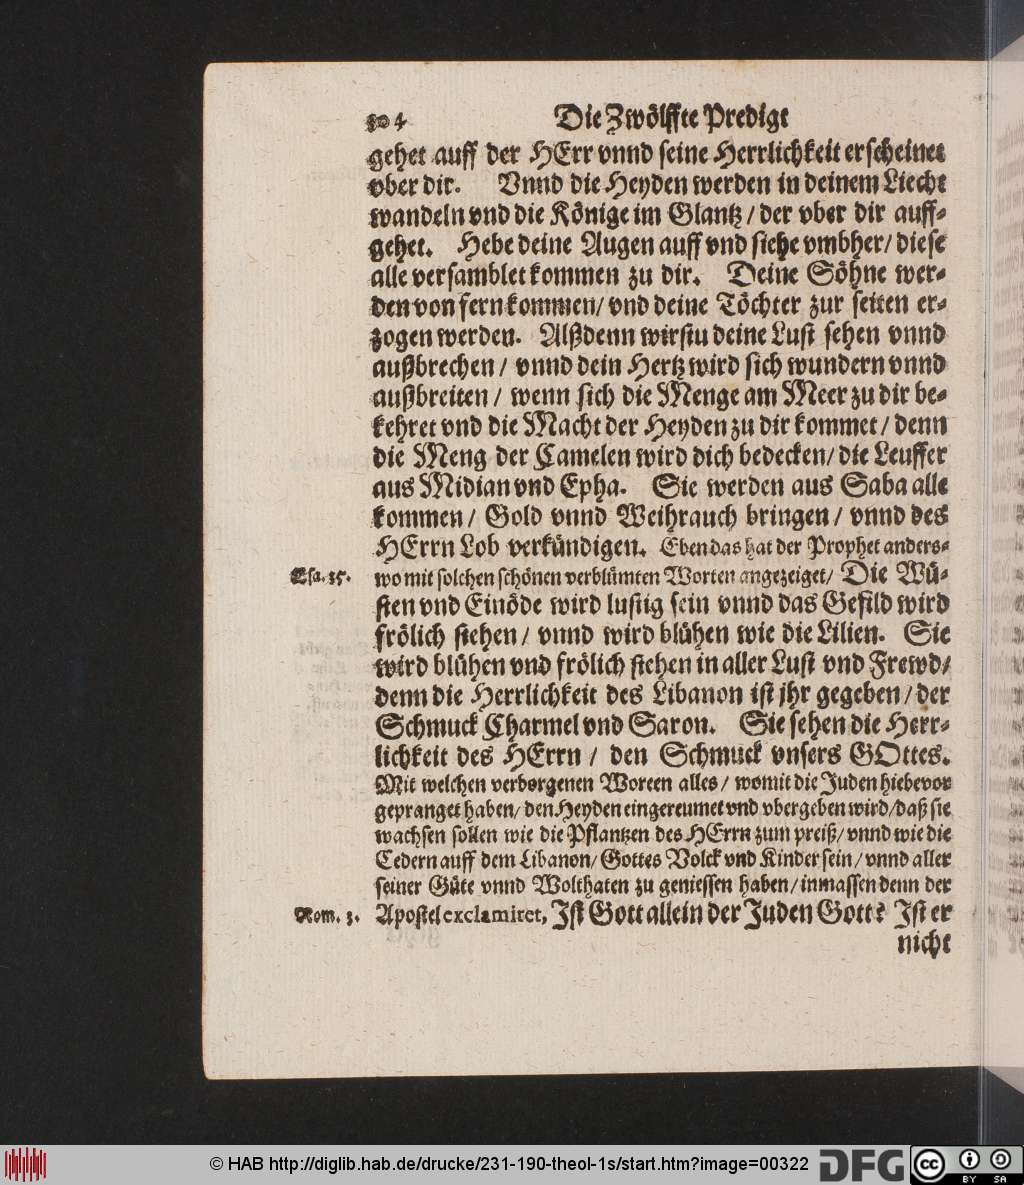 304 Die Zwölffte Predigt
gehet auff der HErr vnnd seine Herrlichkeit erscheinet
vber dir. Vnnd die Heyden werden in deinem Liecht
wandeln vnd die Könige im Glantz / der vber dir auff-
gehet. Hebe deine Augen auff vnd siehe vmbher / diese
alle versamblet kommen zu dir. Deine Söhne wer-
den von fern kommen / vnd deine Töchter zur seiten er-
zogen werden. Alßdenn wirstu deine Lust sehen vnnd
außbrechen / vnnd dein Hertz wird sich wundern vnnd
außbreiten / wenn sich die Menge am Meer zu dir be-
kehret vnd die Macht der Heyden zu dir kommet / denn
die Meng der Camelen wird dich bedecken / die Leuffer
aus Midian vnd Epha. Sie werden aus Saba alle
kommen / Gold vnnd Weihrauch bringen / vnnd des
HErrn Lob verkündigen. Eben das hat der Prophet anders-
Esa. 35. wo mit solchen schönen verblümten Worten angezeiget / Die Wü-
sten vnd Einöde wird lustig sein vnnd das Gefild wird
frölich stehen / vnnd wird blühen wie die Lilien. Sie
wird blühen vnd frölich stehen in aller Lust vnd Frewd /
denn die Herrlichkeit des Libanon ist jhr gegeben / der
Schmuck Charmel vnd Saron. Sie sehen die Herr-
lichkeit des HErrn / den Schmuck vnsers GOttes.
Mit welchen verborgenen Worten alles / womit die Juden hiebevor
gepranget haben / den Heyden eingereumet vnd vbergeben wird / daß sie
wachsen sollen wie die Pflantzen des HErrn zum preiß / vnnd wie die
Cedern auff dem Libanon / Gottes Volck vnd Kinder sein / vnnd aller
seiner Güte vnnd Wolthaten zu geniessen haben / inmassen denn der
Rom. 3. Apostel exclamiret, Ist Gott allein der Juden Gott? Ist er
nicht
© HAB http://diglib.hab.de/drucke/231-190-theol-1s/start.htm?image=00322 DFG CC BY SA